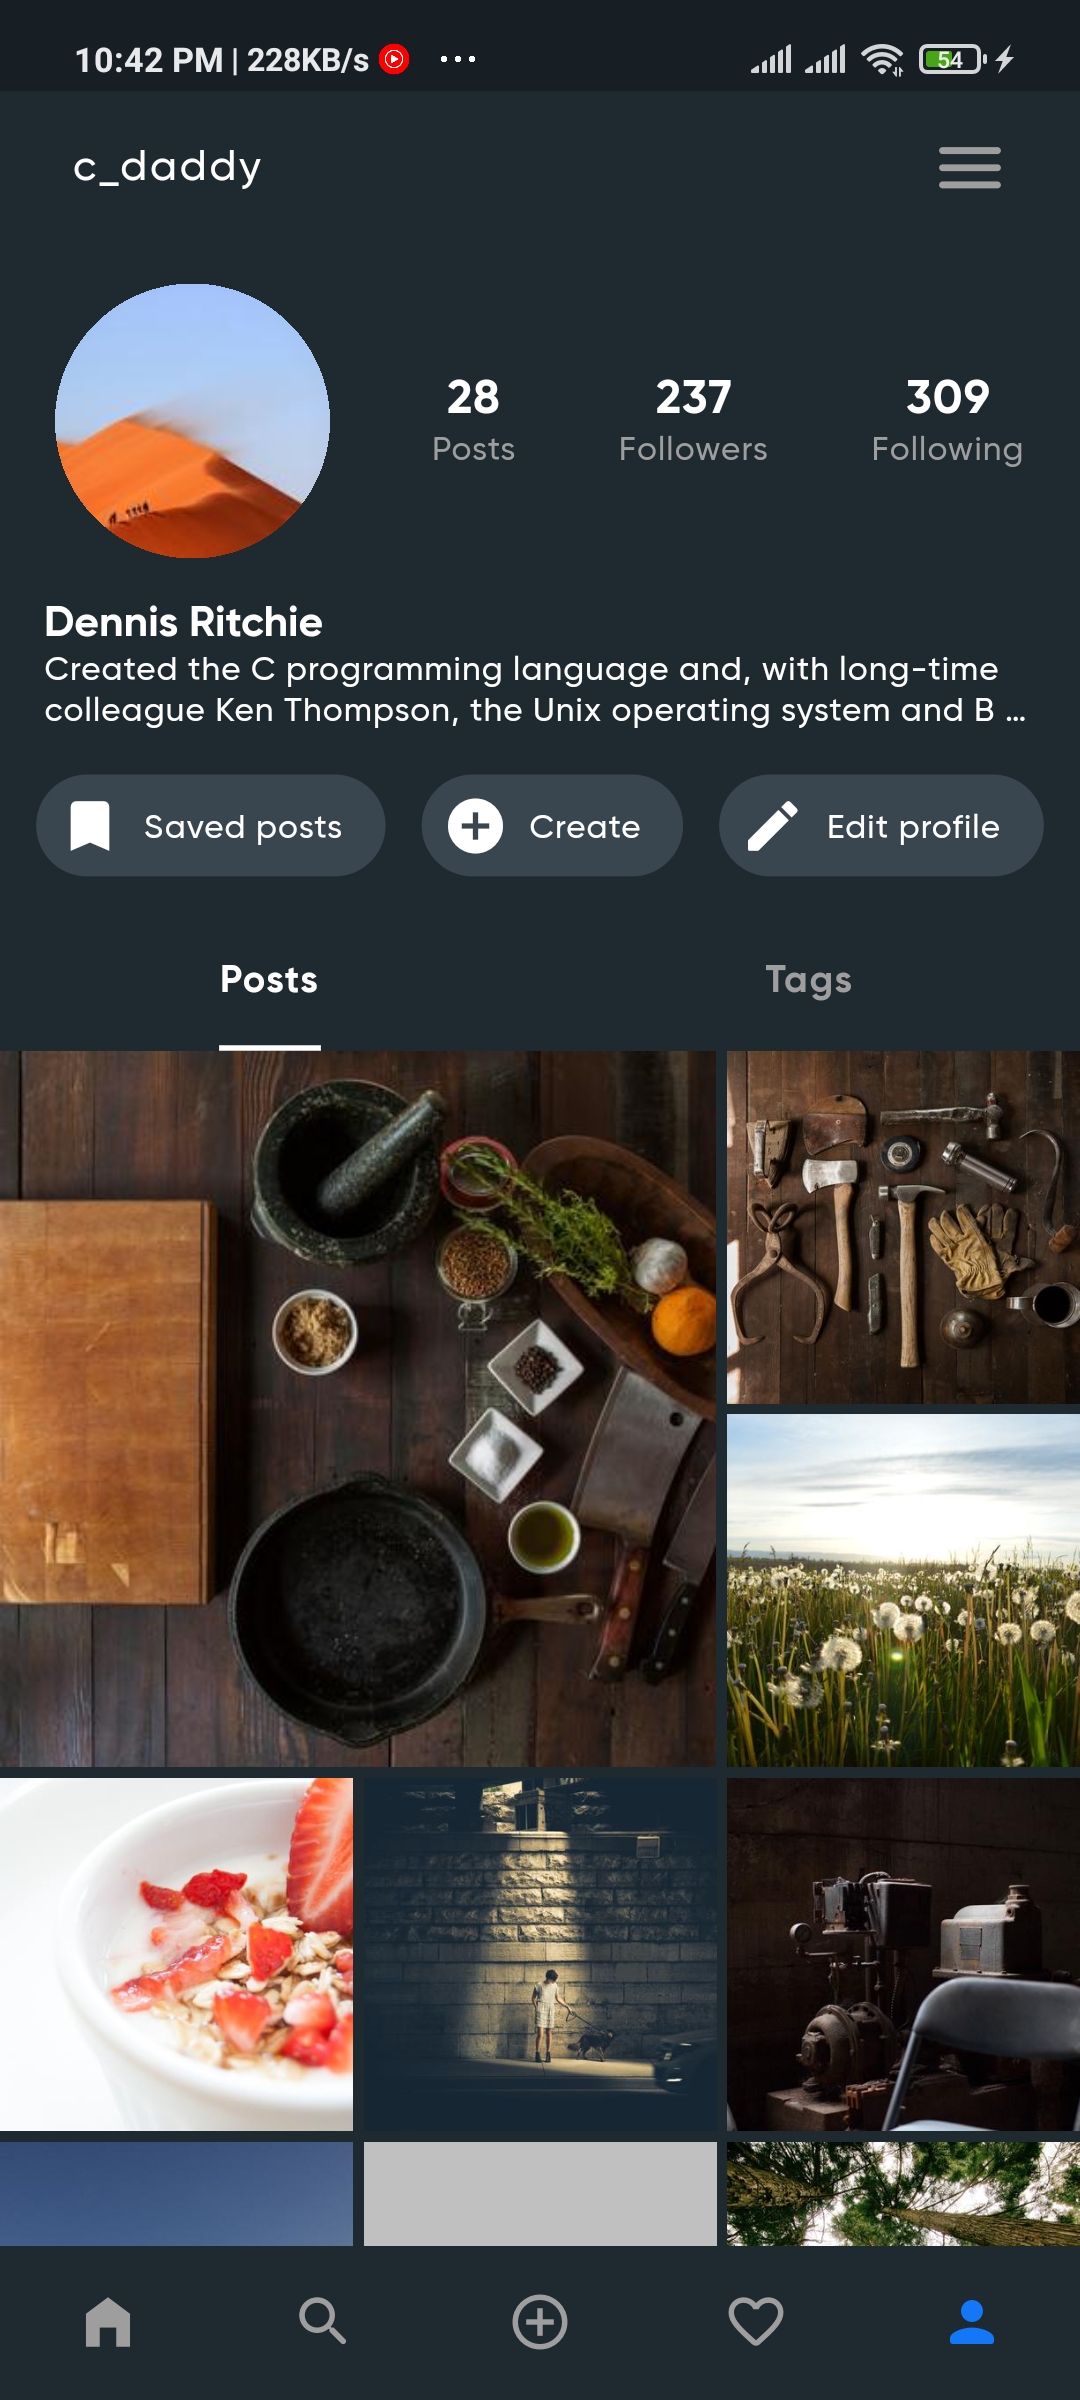 10:42 PM | 228KB/s ... 54
c_daddy
28 237 309
Posts Followers Following
Dennis Ritchie
Created the C programming language and, with long-time
colleague Ken Thompson, the Unix operating system and B ...
Saved posts Create Edit profile
Posts Tags